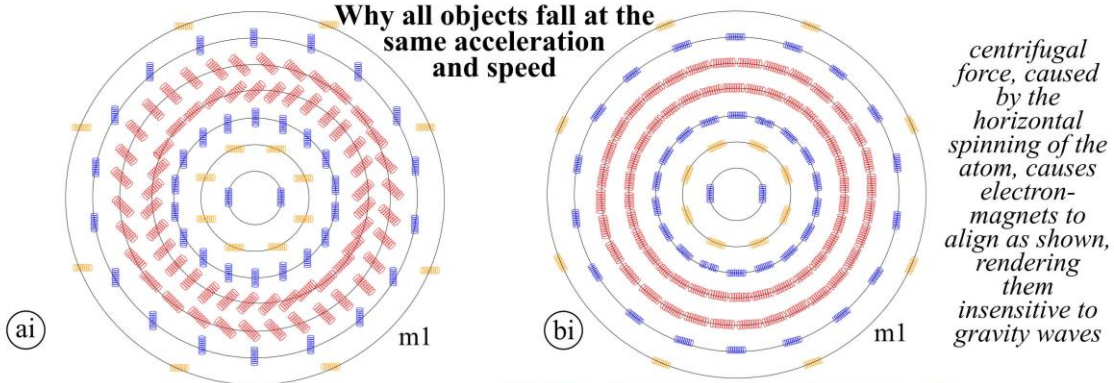 Why all objects fall at the
same acceleration
and speed
centrifugal
force, caused
by the
horizontal
spinning of the
atom, causes
electron-
magnets to
align as shown,
rendering
them
insensitive to
gravity waves
ai
m1
bi
m1